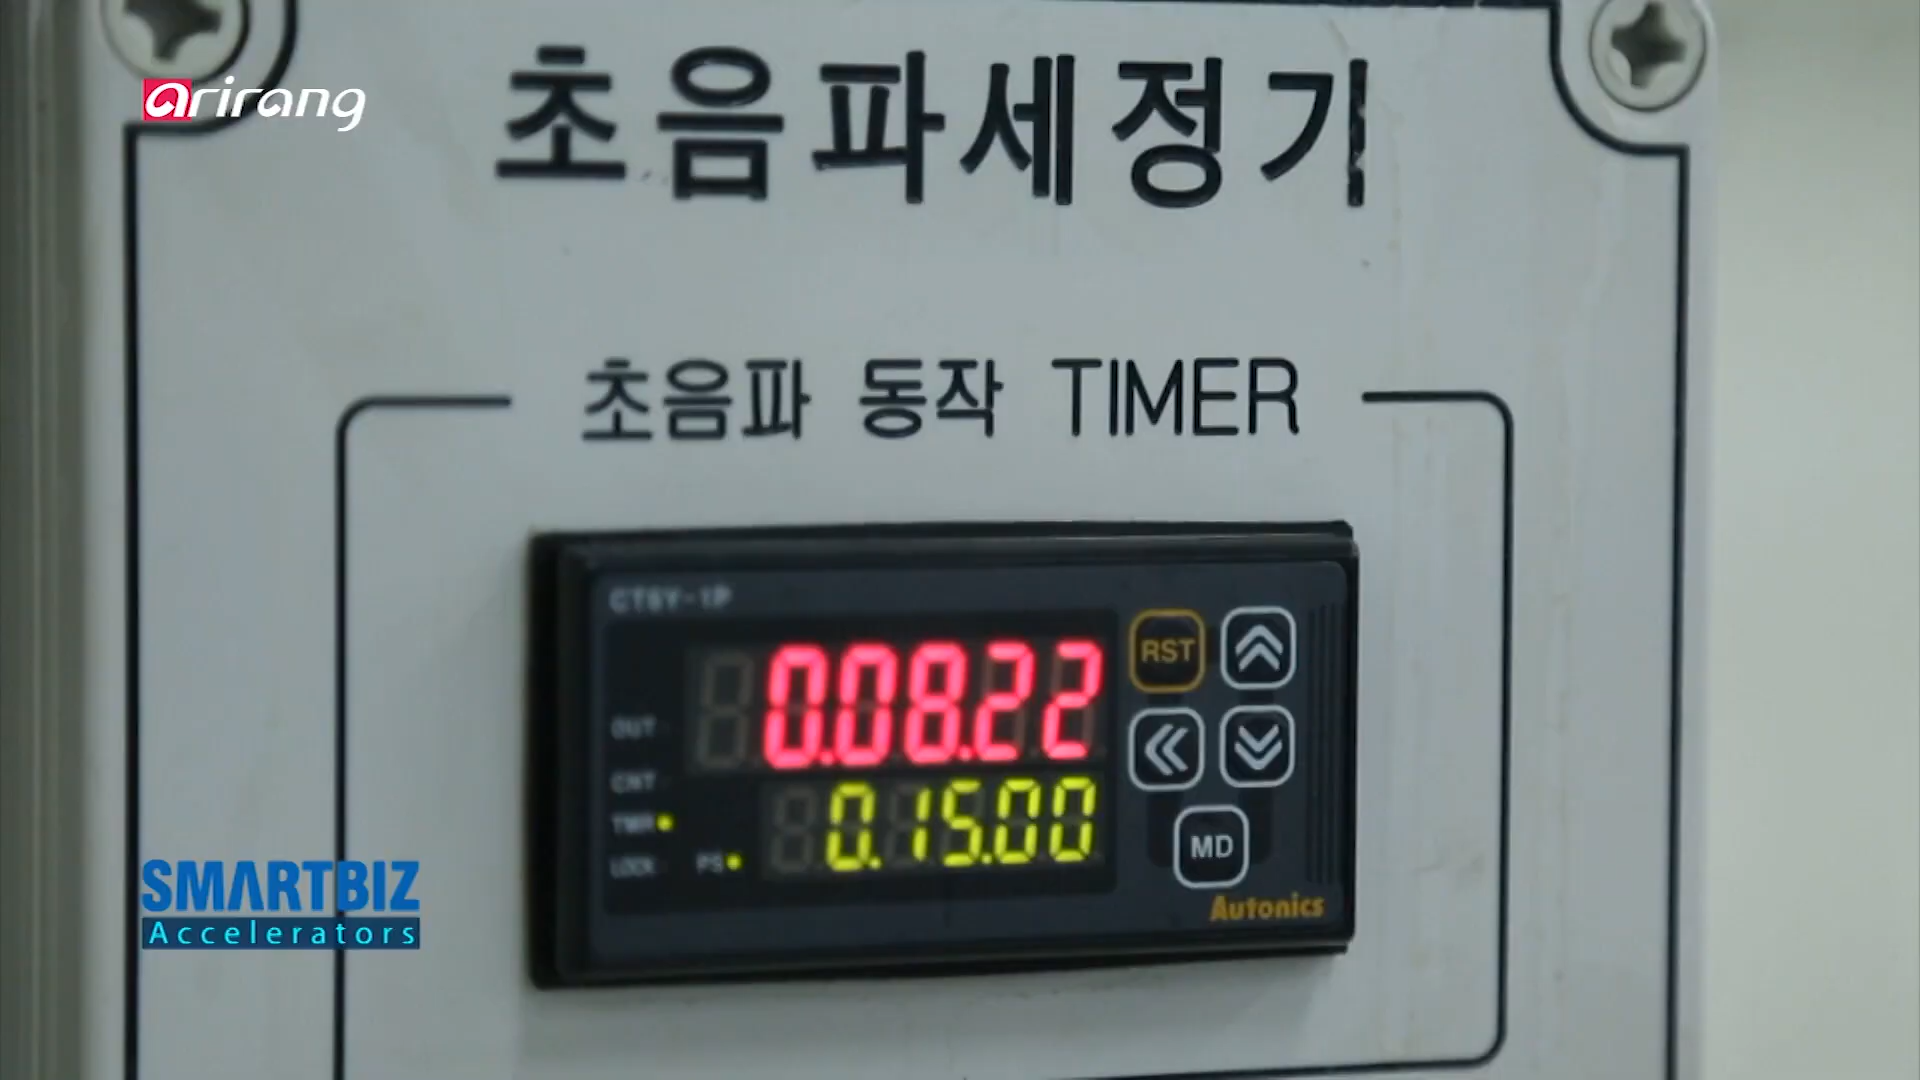 arirang
초음파세정기
초음파 동작 TIMER
CT6Y-1P
0.08.22
RST
OUT
CNT
TMR
0.15.00
LOCK PS
MD
Autonics
SMARTBIZ
Accelerators